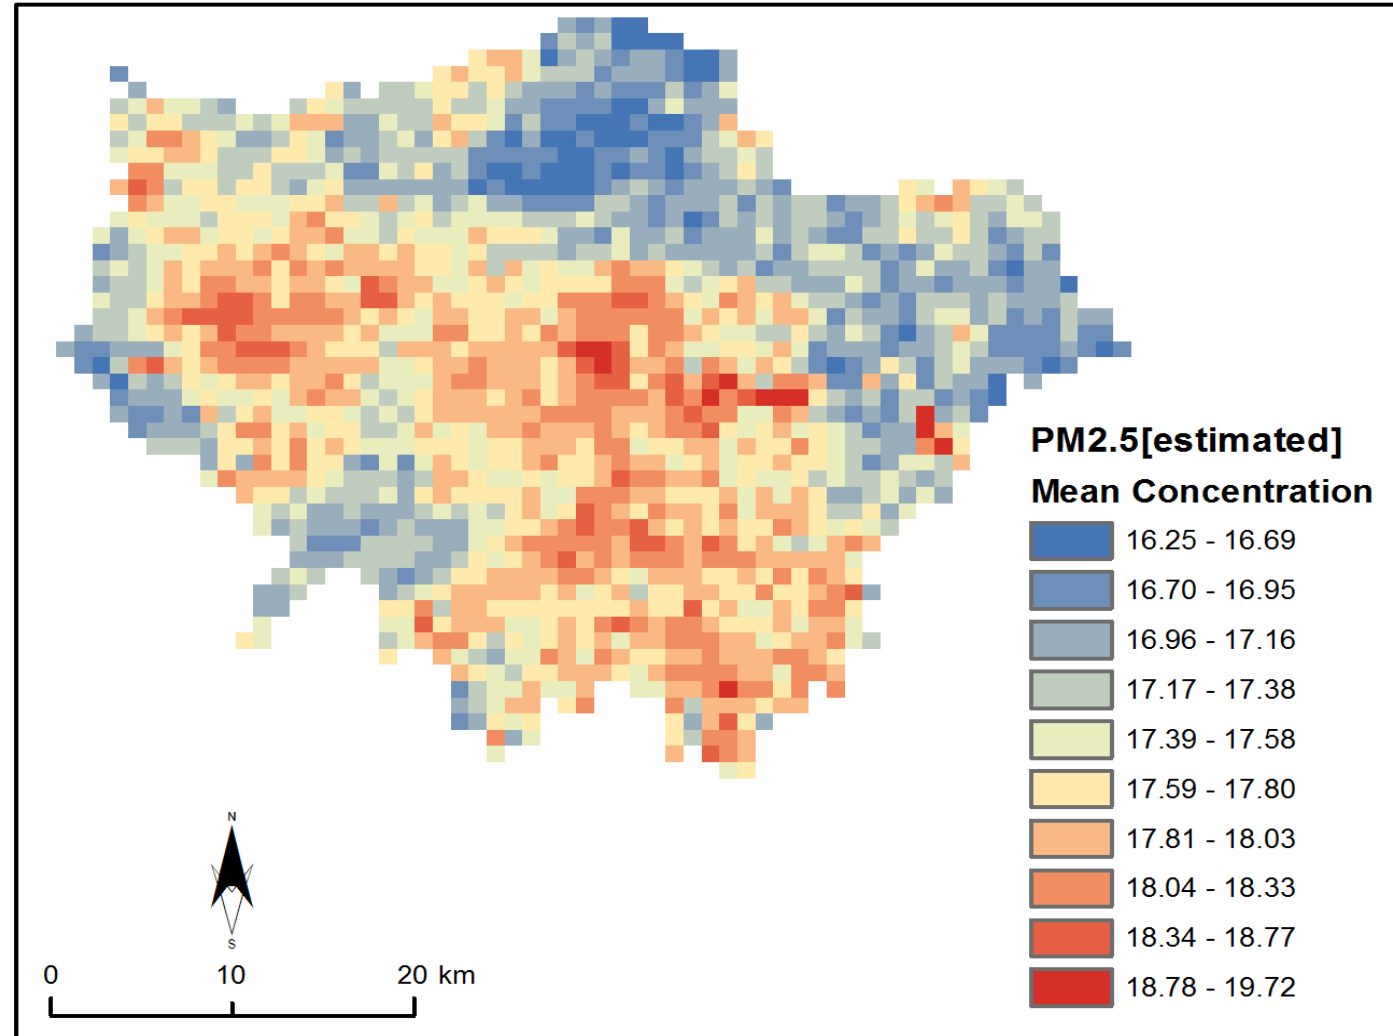 PM2.5[estimated]
Mean Concentration
16.25 - 16.69
16.70 - 16.95
16.96 - 17.16
17.17 - 17.38
17.39 - 17.58
17.59 - 17.80
17.81 - 18.03
18.04 - 18.33
18.34 - 18.77
18.78 - 19.72
N
S
0 10 20 km